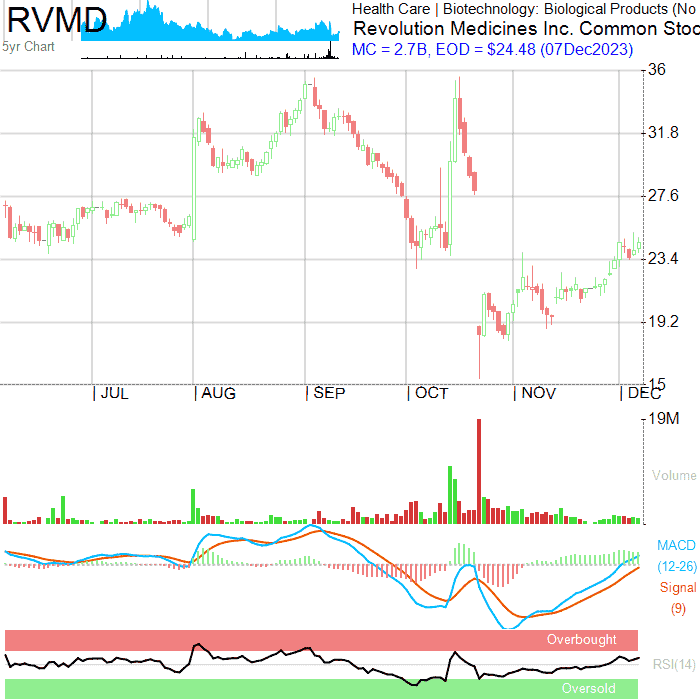 RVMD
5yr Chart
Health Care | Biotechnology: Biological Products (No
Revolution Medicines Inc. Common Stoc
MC = 2.7B, EOD = $24.48 (07Dec2023)
36
31.8
27.6
23.4
19.2
15
JUL AUG SEP OCT NOV DEC
19M
Volume
MACD
(12-26)
Signal
(9)
Overbought
RSI(14)
Oversold